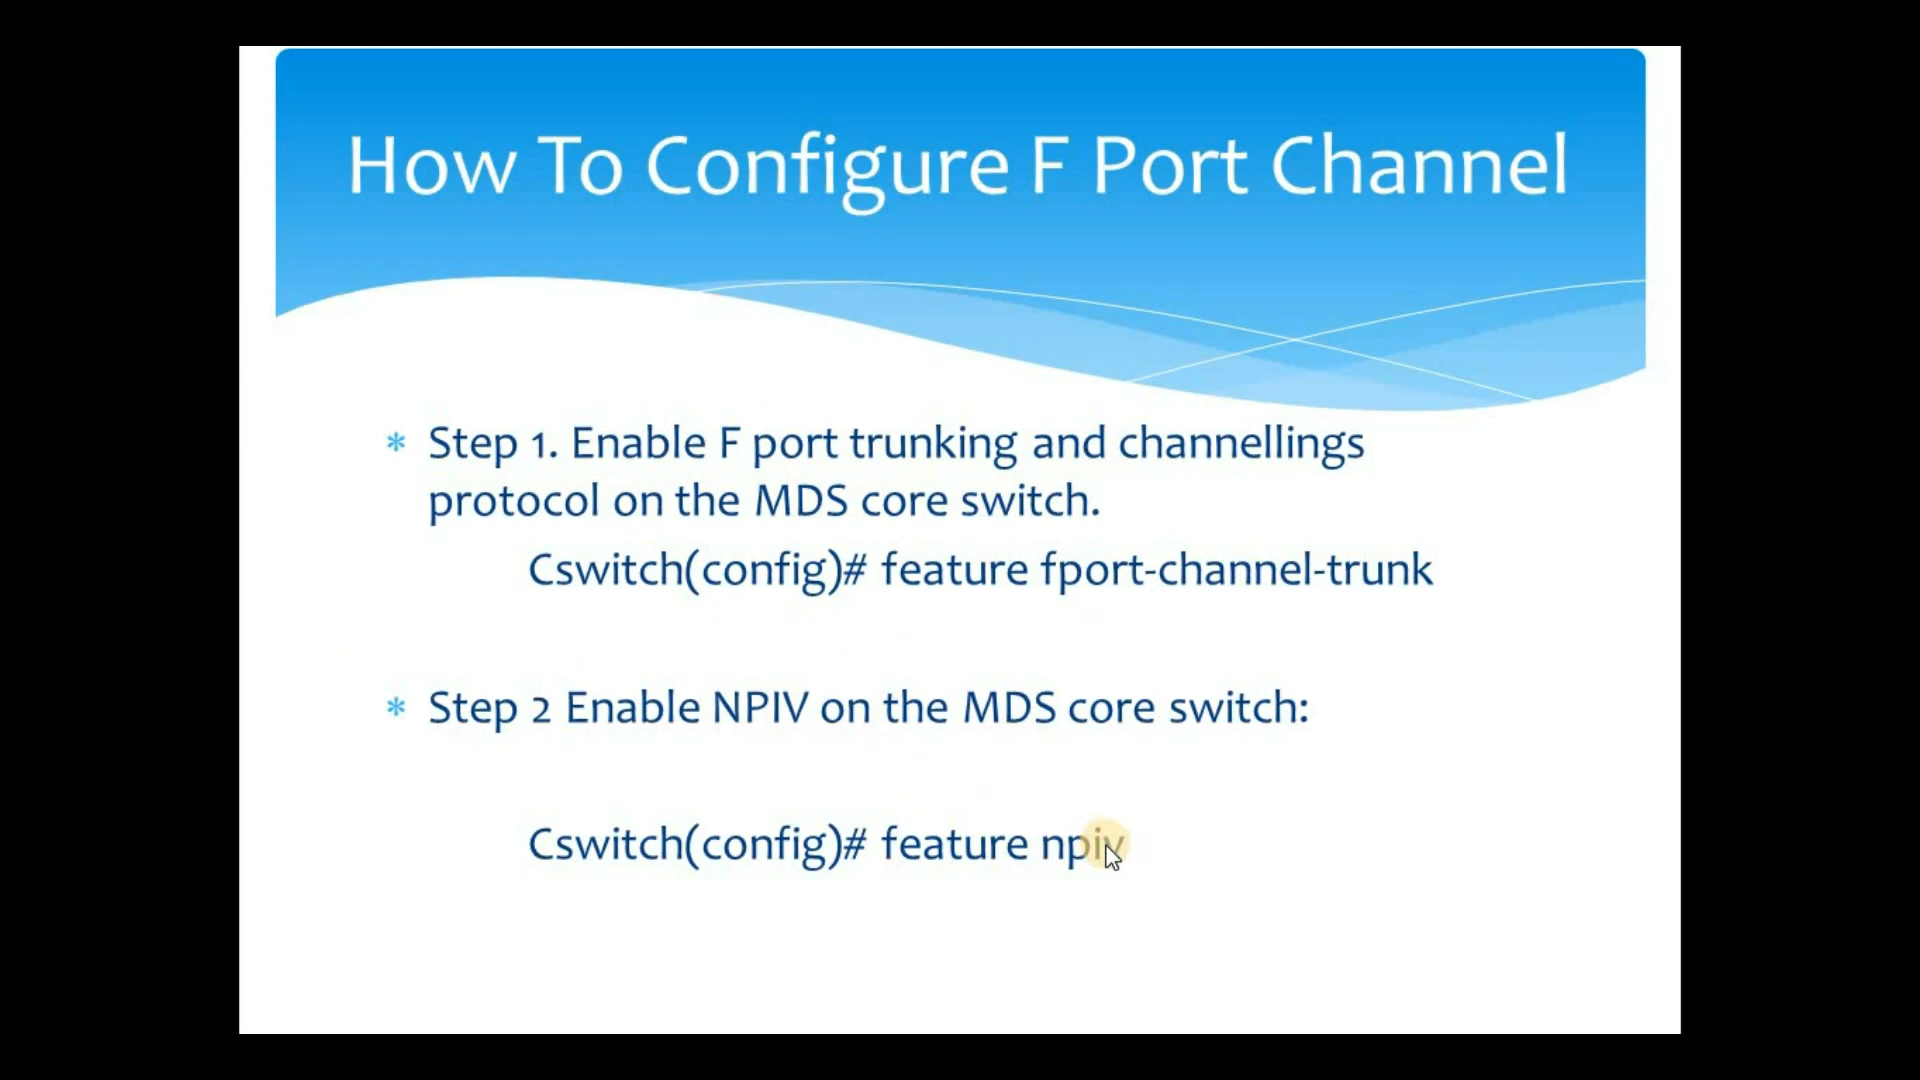 How To Configure F Port Channel
* Step 1. Enable F port trunking and channellings
protocol on the MDS core switch.
Cswitch(config)# feature fport-channel-trunk
* Step 2 Enable NPIV on the MDS core switch:
Cswitch(config)# feature npiv